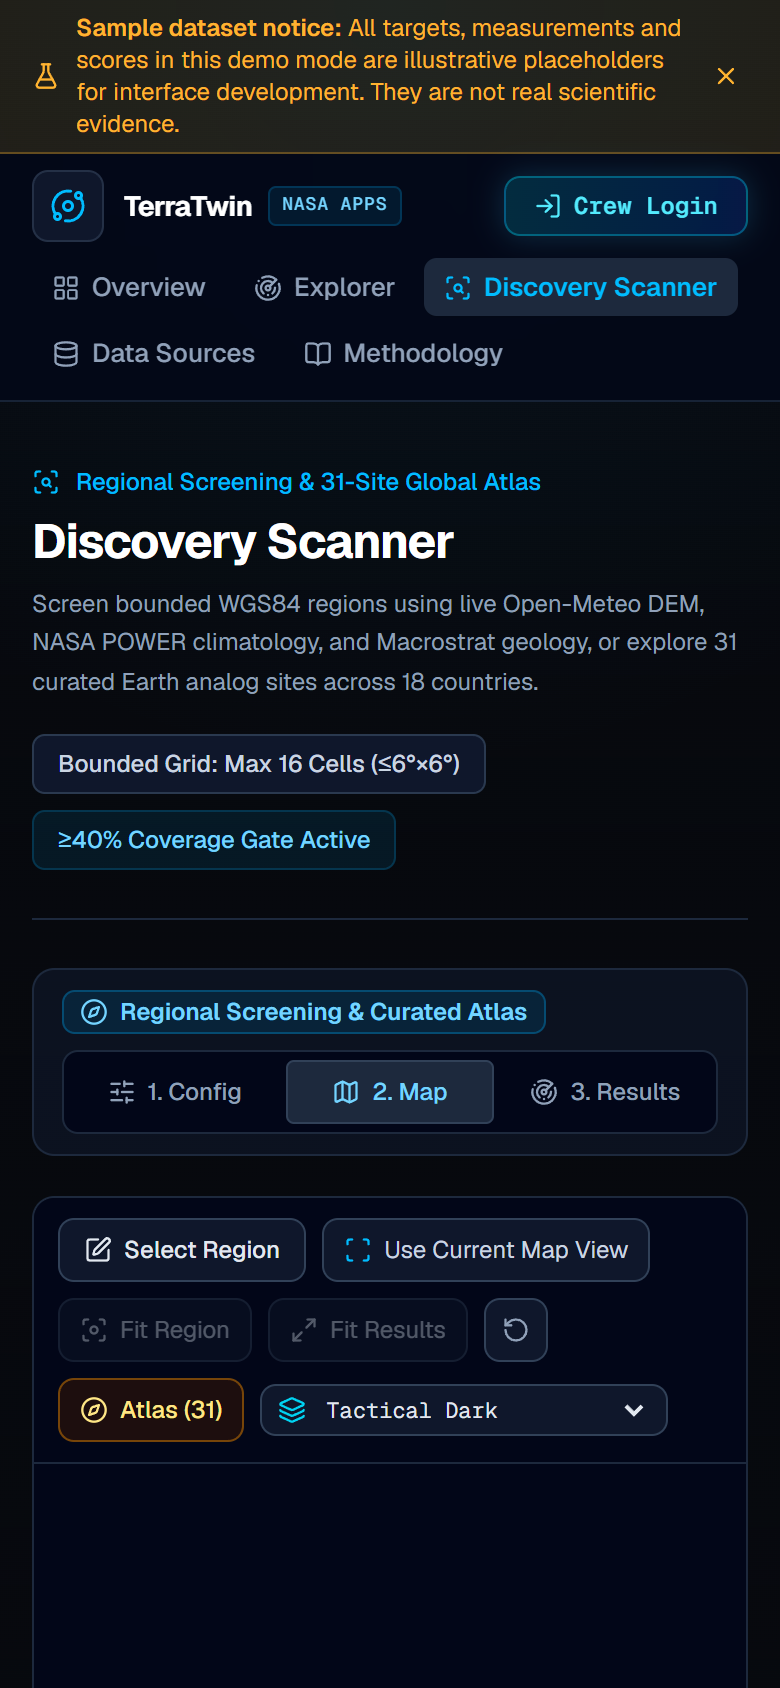 Sample dataset notice: All targets, measurements and
scores in this demo mode are illustrative placeholders
for interface development. They are not real scientific
evidence.
TerraTwin
NASA APPS
Crew Login
Overview
Explorer
Discovery Scanner
Data Sources
Methodology
Regional Screening & 31-Site Global Atlas
Discovery Scanner
Screen bounded WGS84 regions using live Open-Meteo DEM,
NASA POWER climatology, and Macrostrat geology, or explore 31
curated Earth analog sites across 18 countries.
Bounded Grid: Max 16 Cells (≤6°×6°)
≥40% Coverage Gate Active
Regional Screening & Curated Atlas
1. Config
2. Map
3. Results
Select Region
Use Current Map View
Fit Region
Fit Results
Atlas (31)
Tactical Dark